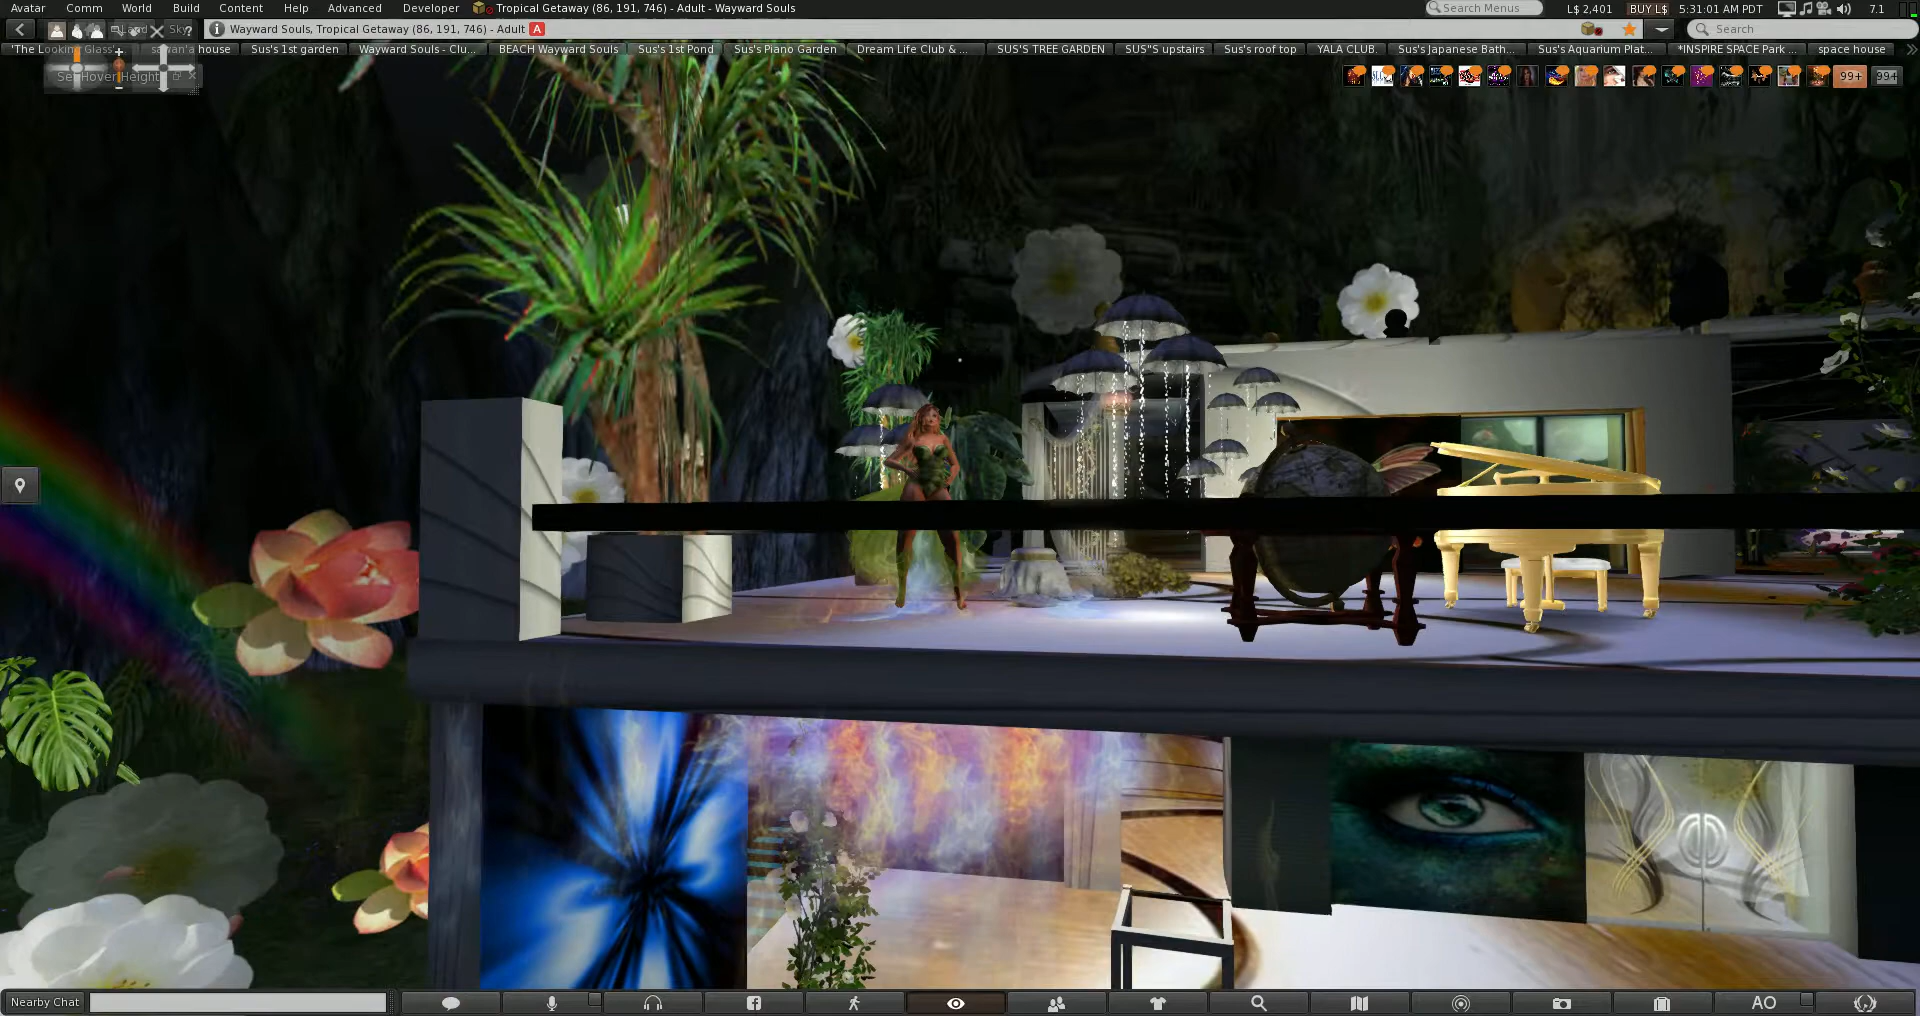 Avatar Comm World Build Content Help Advanced Developer Tropical Getaway (86, 191, 746) - Adult - Wayward Souls Search Menus L$ 2,401 BUY L$ 5:31:01 AM PDT 7.1
Sky ? Wayward Souls, Tropical Getaway (86, 191, 746) - Adult A Search
'The Looking Glass' house Sus's 1st garden Wayward Souls - Clu... BEACH Wayward Souls Sus's 1st Pond Sus's Piano Garden Dream Life Club & ... SUS'S TREE GARDEN SUS"S upstairs Sus's roof top YALA CLUB. Sus's Japanese Bath... Sus's Aquarium Plat... *INSPIRE SPACE Park ... space house
Set Hover Height 99+ 99+
Nearby Chat AO